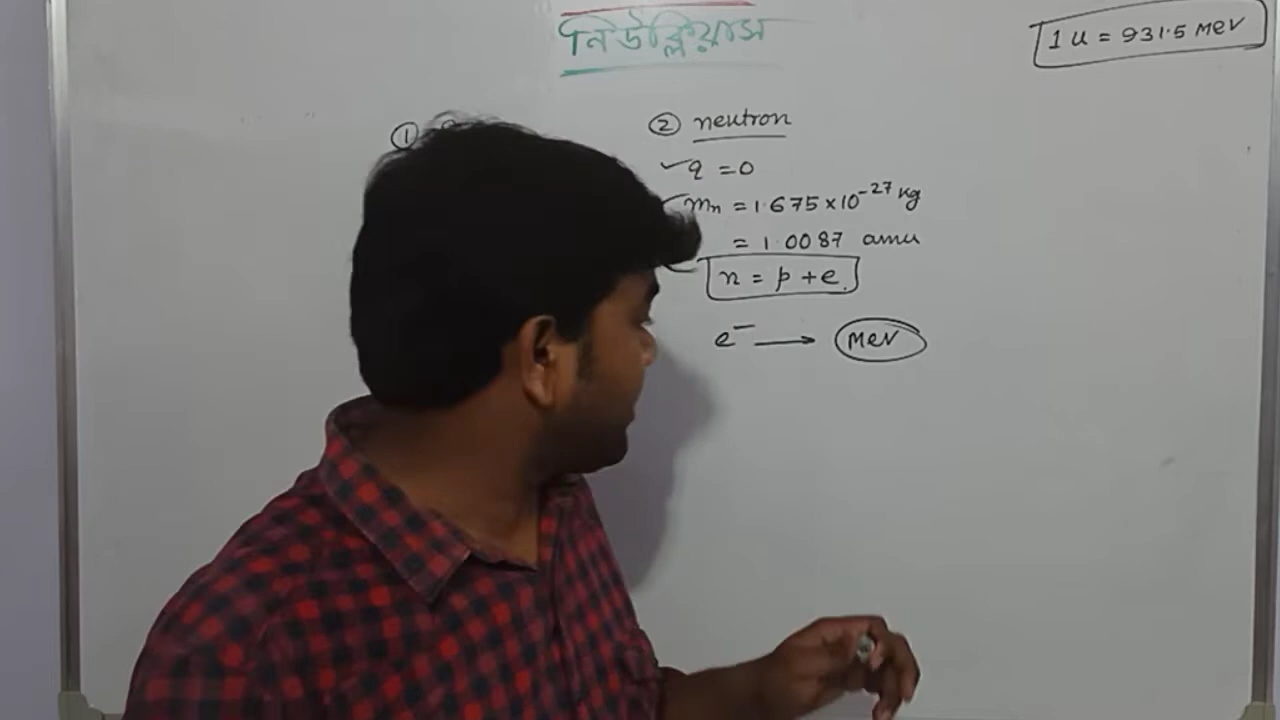 নিউক্লিয়াস
1 u = 931.5 MeV
①
② neutron
✓q = 0
mn = 1.675 × 10⁻²⁷ kg
= 1.0087 amu
n = p + e
e⁻ → MeV